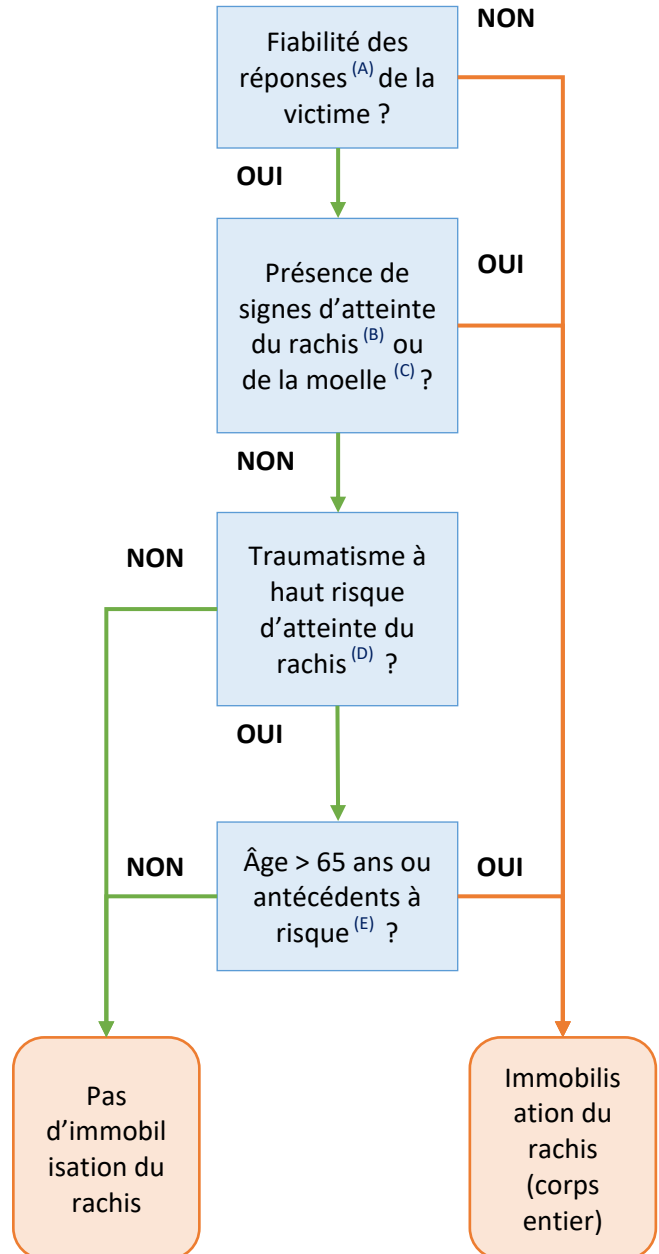 Fiabilité des
réponses (A) de la
victime ?
NON
OUI
Présence de
signes d’atteinte
du rachis (B) ou
de la moelle (C) ?
OUI
NON
Traumatisme à
haut risque
d’atteinte du
rachis (D) ?
NON
OUI
Âge > 65 ans ou
antécédents à
risque (E) ?
NON
OUI
Pas
d’immobil
isation du
rachis
Immobilis
ation du
rachis
(corps
entier)